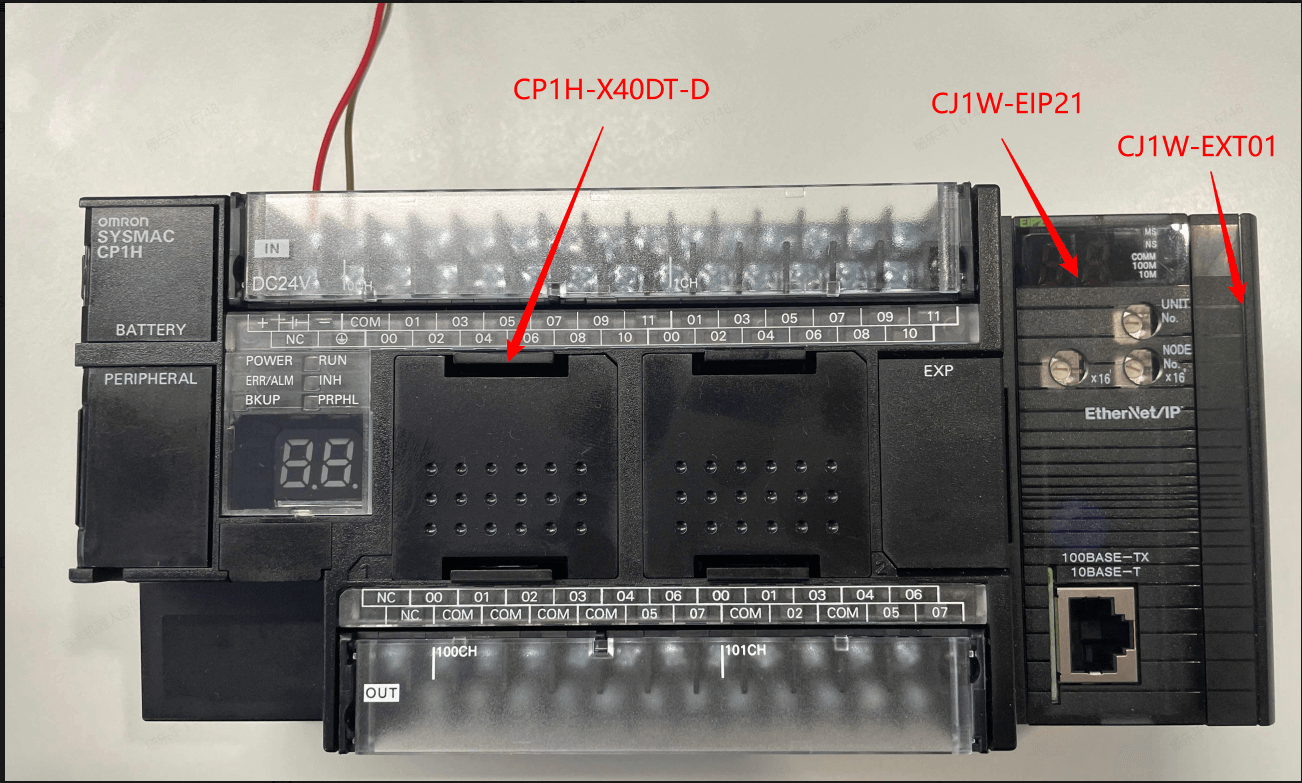 CP1H-X40DT-D
CJ1W-EIP21
CJ1W-EXT01
OMRON
SYSMAC
CP1H
BATTERY
PERIPHERAL
IN
DC24V
1CH
+ − COM 01 03 05 07 09 11 01 03 05 07 09 11
NC 00 02 04 06 08 10 00 02 04 06 08 10
POWER RUN
ERR/ALM INH
BKUP PRPHL
8.8.
EXP
MS
NS
COMM
100M
10M
UNIT
No.
NODE
No.
x16
x16
EtherNet/IP
100BASE-TX
10BASE-T
NC 00 01 02 03 04 06 00 01 03 04 06
NC COM COM COM COM 05 07 COM 02 COM 05 07
100CH
101CH
OUT